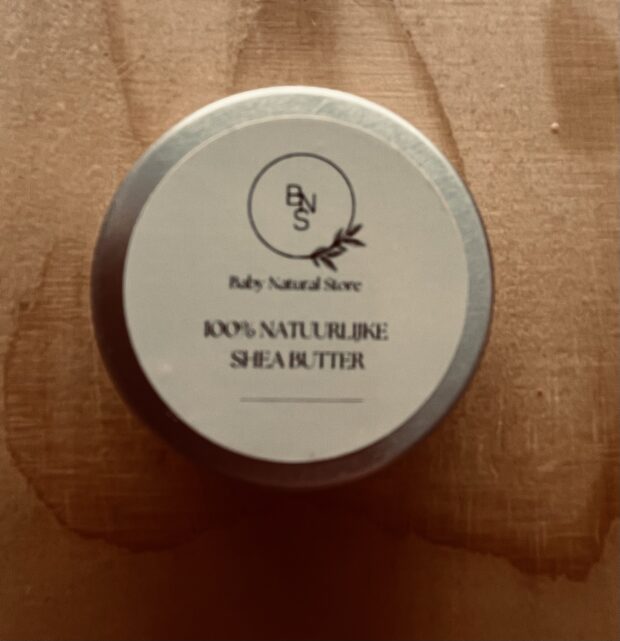 BNS
Baby Natural Store
100% NATUURLIJKE
SHEA BUTTER